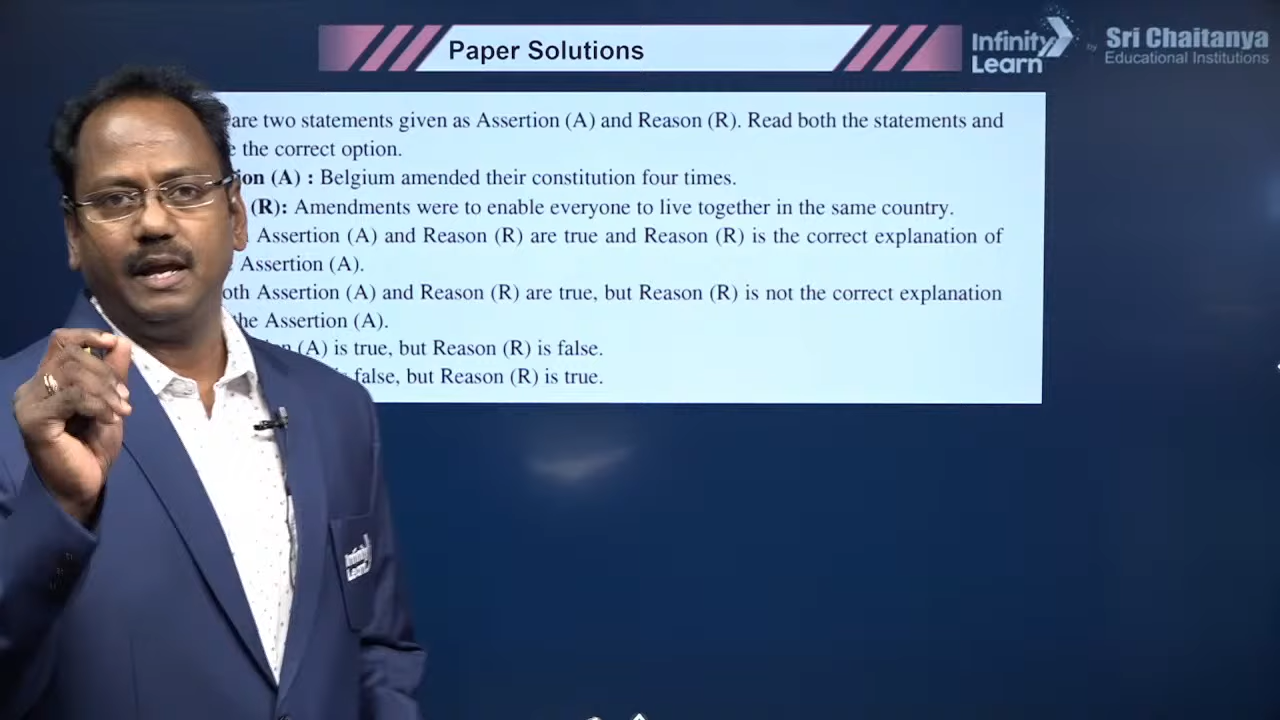 Paper Solutions
Infinity Learn
by Sri Chaitanya
Educational Institutions
are two statements given as Assertion (A) and Reason (R). Read both the statements and
the correct option.
ion (A) : Belgium amended their constitution four times.
(R): Amendments were to enable everyone to live together in the same country.
Assertion (A) and Reason (R) are true and Reason (R) is the correct explanation of
Assertion (A).
oth Assertion (A) and Reason (R) are true, but Reason (R) is not the correct explanation
the Assertion (A).
(A) is true, but Reason (R) is false.
false, but Reason (R) is true.
Infinity
Learn